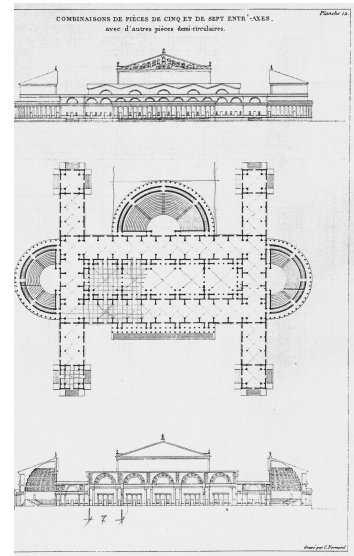 Planche 12.
COMBINAISONS DE PIÈCES DE CINQ ET DE SEPT ENTR'-AXES,
avec d'autres pièces demi-circulaires.
7
Gravé par C. Normand